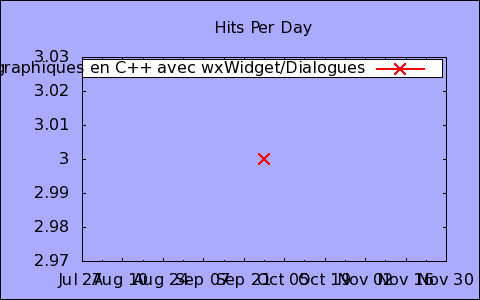 Hits Per Day
3.03
graphiques en C++ avec wxWidget/Dialogues
3.02
3.01
3
2.99
2.98
2.97
Jul 27 Aug 10 Aug 24 Sep 07 Sep 21 Oct 05 Oct 19 Nov 02 Nov 16 Nov 30